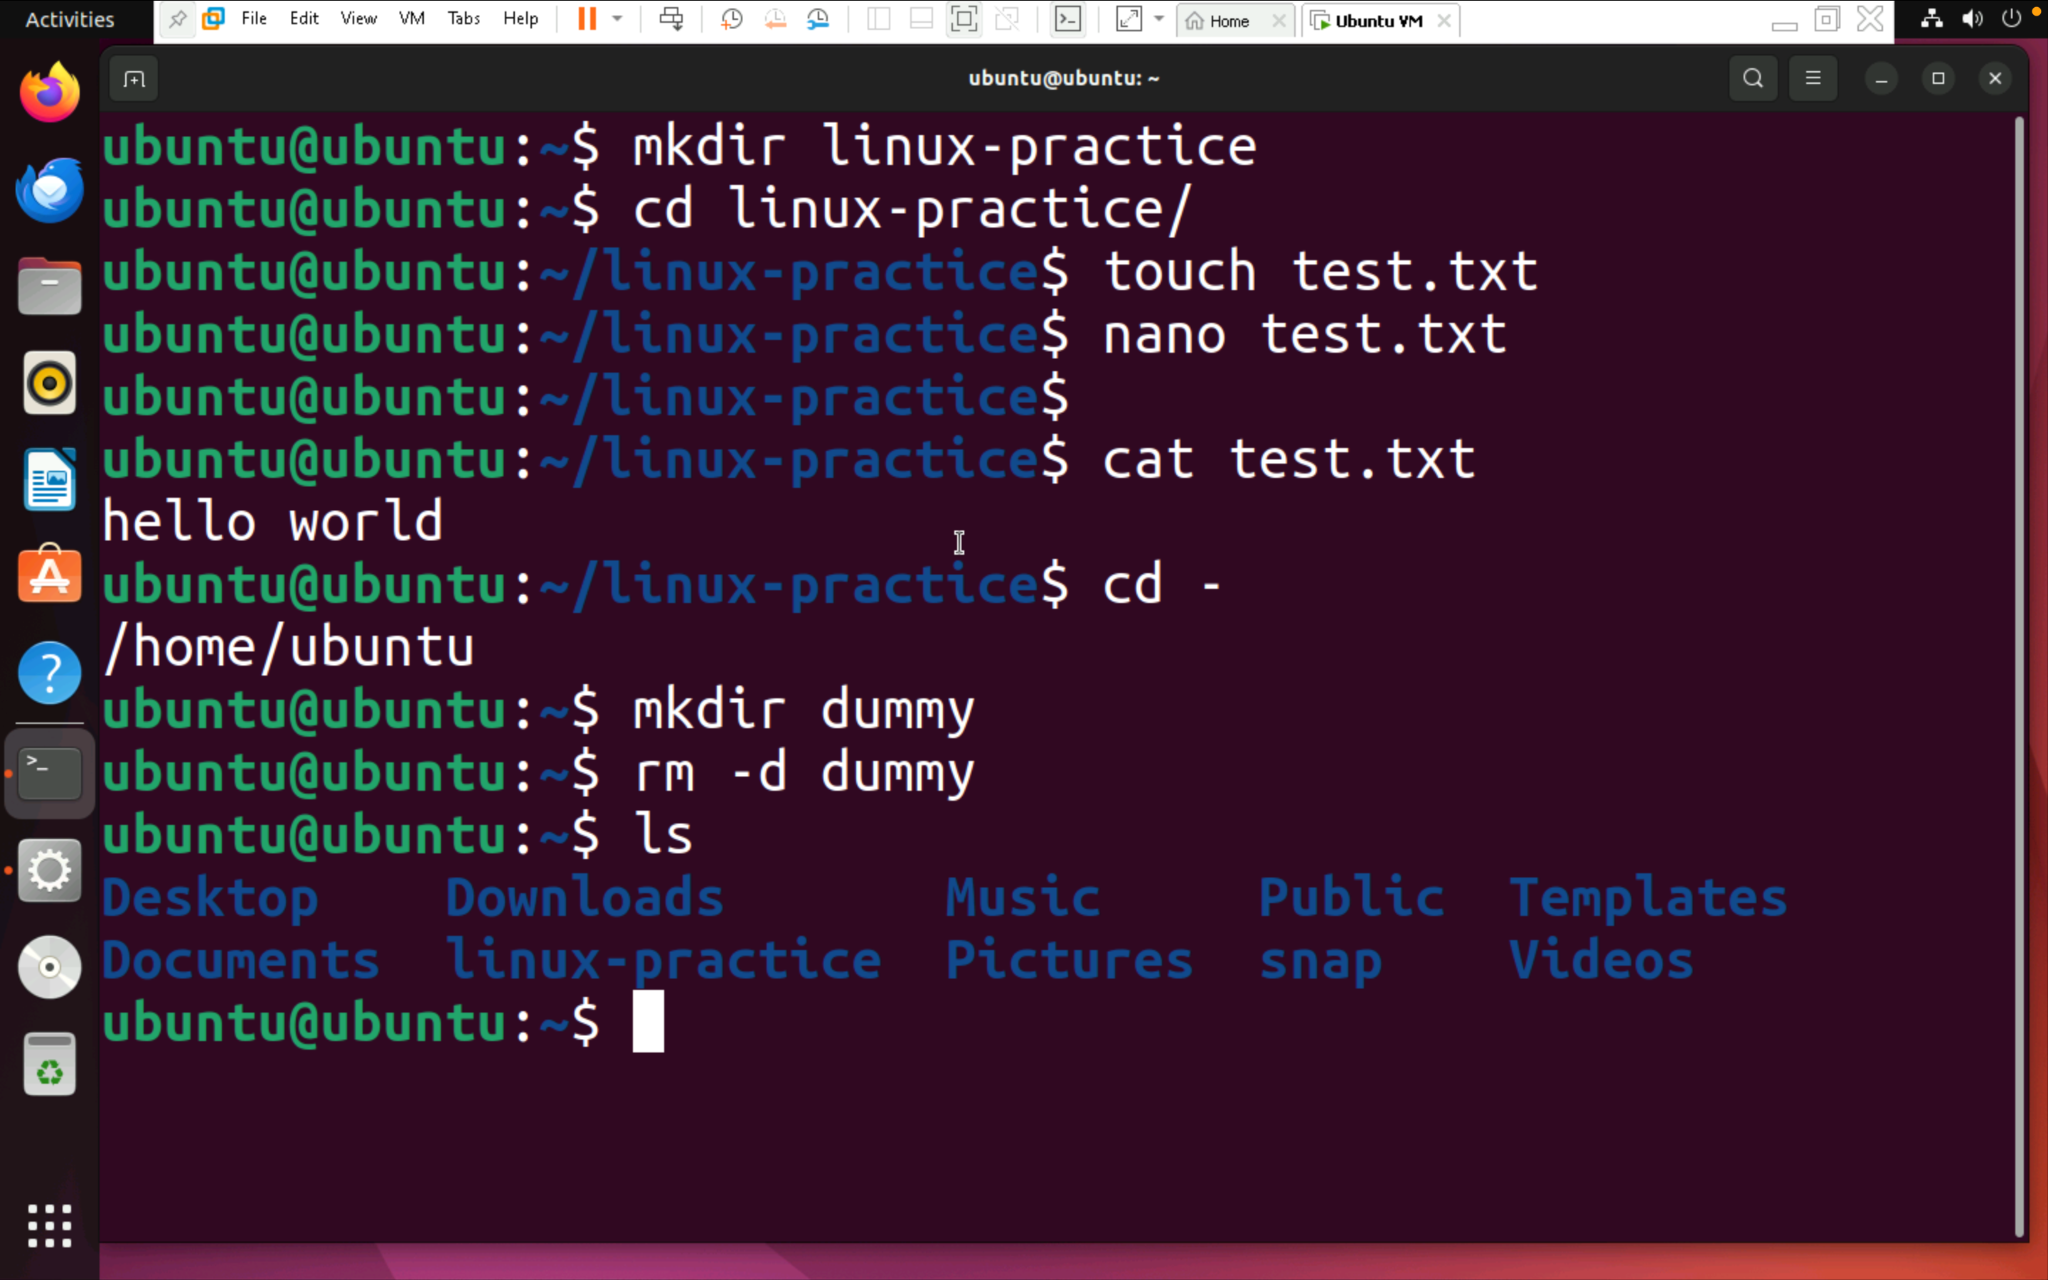 Activities
File Edit View VM Tabs Help
Home
Ubuntu VM
ubuntu@ubuntu: ~
ubuntu@ubuntu:~$ mkdir linux-practice
ubuntu@ubuntu:~$ cd linux-practice/
ubuntu@ubuntu:~/linux-practice$ touch test.txt
ubuntu@ubuntu:~/linux-practice$ nano test.txt
ubuntu@ubuntu:~/linux-practice$
ubuntu@ubuntu:~/linux-practice$ cat test.txt
hello world
ubuntu@ubuntu:~/linux-practice$ cd -
/home/ubuntu
ubuntu@ubuntu:~$ mkdir dummy
ubuntu@ubuntu:~$ rm -d dummy
ubuntu@ubuntu:~$ ls
Desktop Downloads Music Public Templates
Documents linux-practice Pictures snap Videos
ubuntu@ubuntu:~$